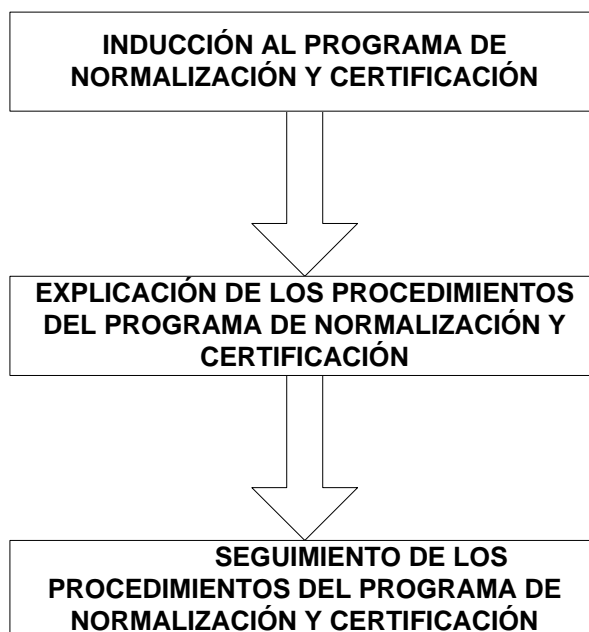 INDUCCIÓN AL PROGRAMA DE
NORMALIZACIÓN Y CERTIFICACIÓN
EXPLICACIÓN DE LOS PROCEDIMIENTOS
DEL PROGRAMA DE NORMALIZACIÓN Y
CERTIFICACIÓN
SEGUIMIENTO DE LOS
PROCEDIMIENTOS DEL PROGRAMA DE
NORMALIZACIÓN Y CERTIFICACIÓN